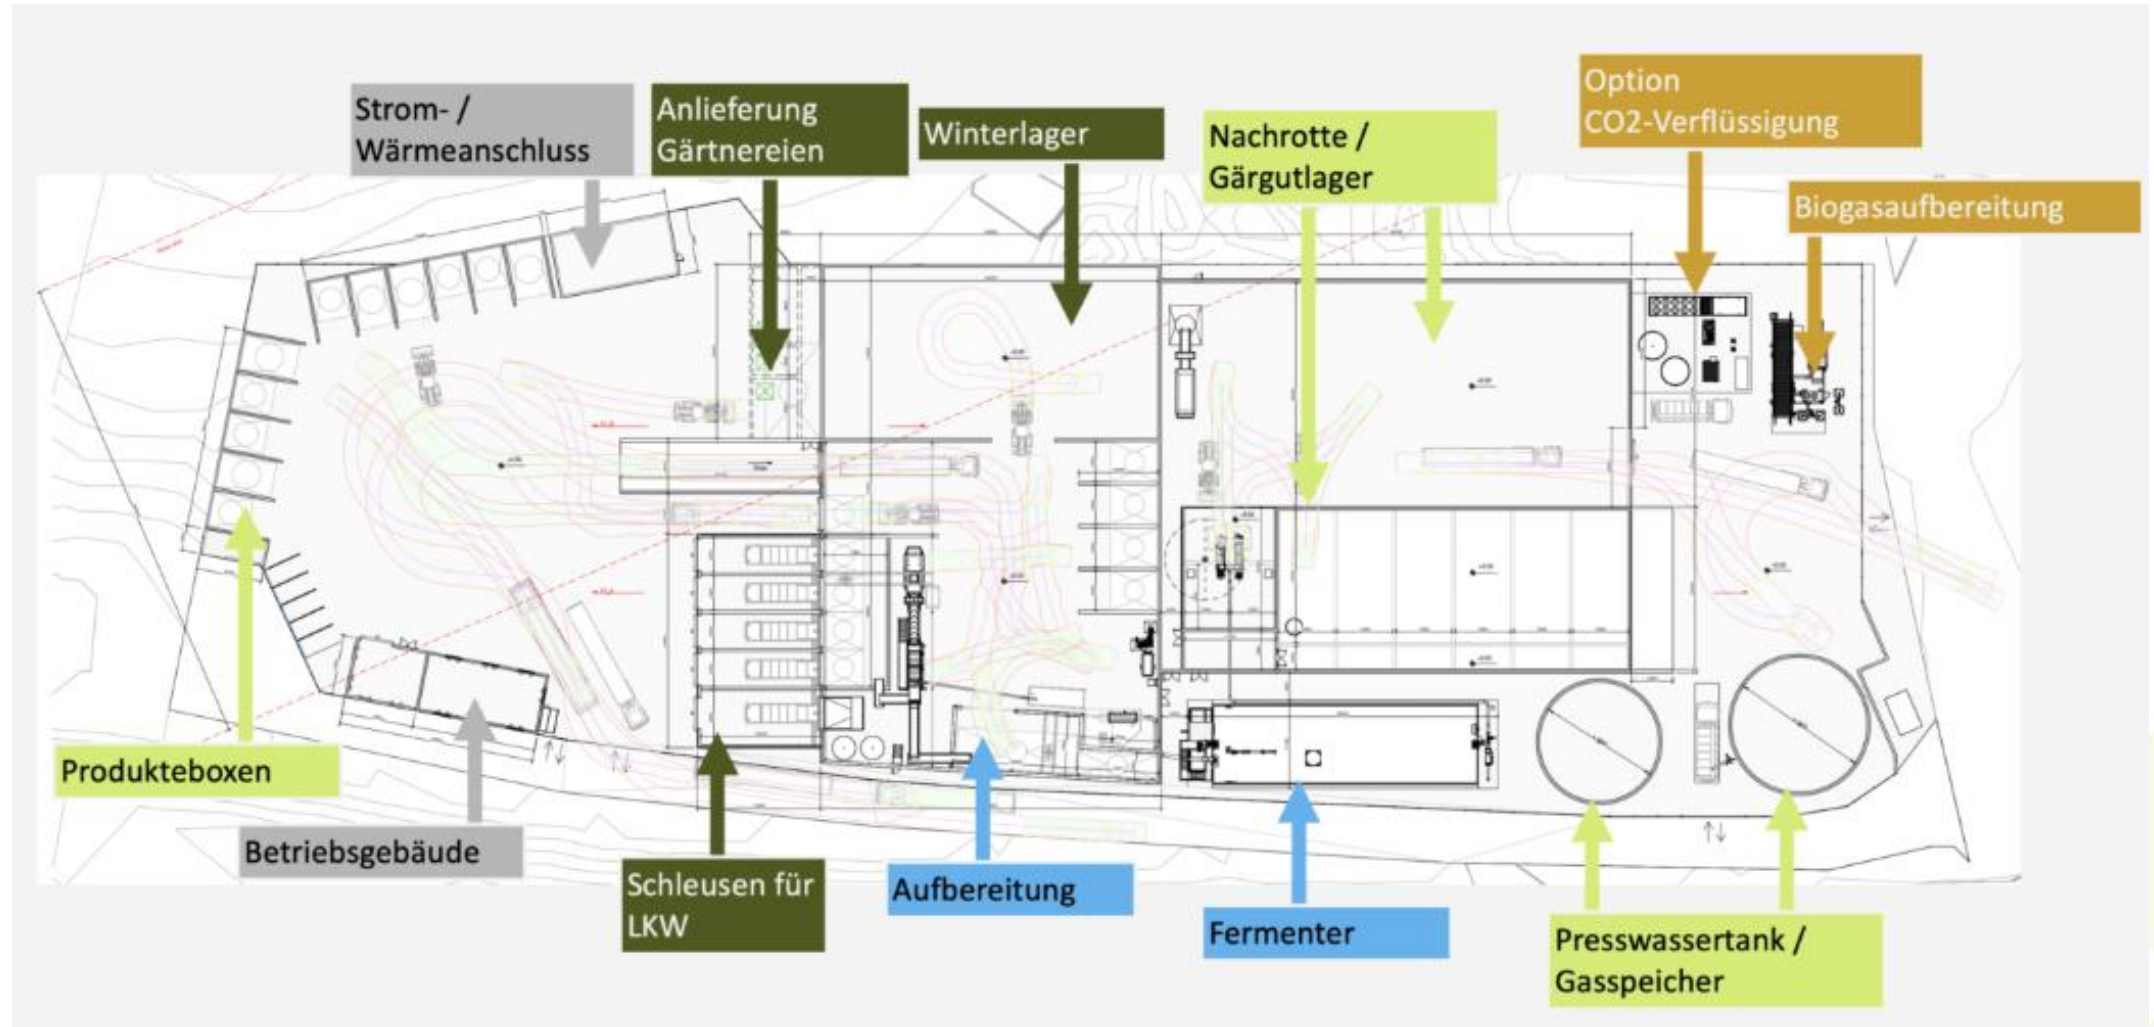 Option
CO2-Verflüssigung
Strom- /
Wärmeanschluss
Anlieferung
Gärtnereien
Winterlager
Nachrotte /
Gärgutlager
Biogasaufbereitung
Produkteboxen
Betriebsgebäude
Schleusen für
LKW
Aufbereitung
Fermenter
Presswassertank /
Gasspeicher